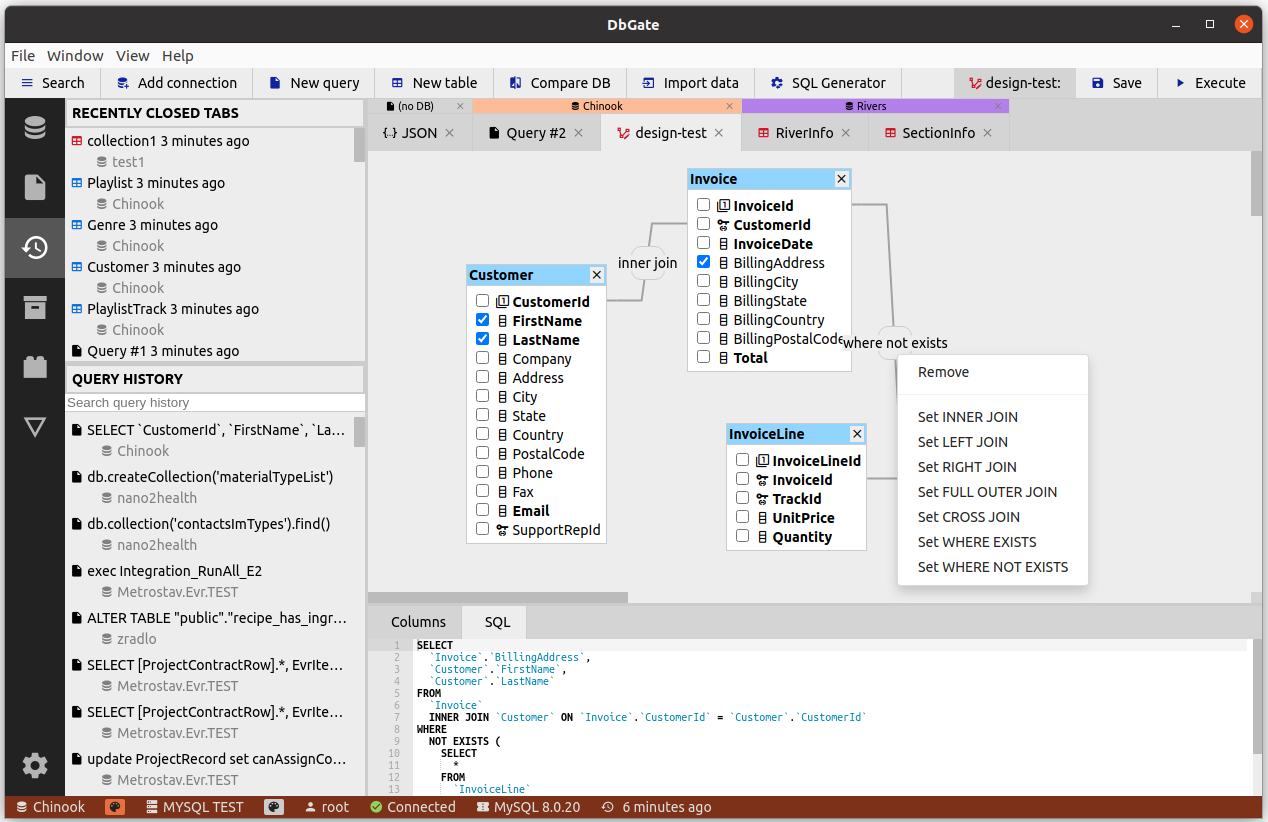 DbGate
File Window View Help
Search Add connection New query New table Compare DB Import data SQL Generator design-test: Save Execute
RECENTLY CLOSED TABS
collection1 3 minutes ago
test1
Playlist 3 minutes ago
Chinook
Genre 3 minutes ago
Chinook
Customer 3 minutes ago
Chinook
PlaylistTrack 3 minutes ago
Chinook
Query #1 3 minutes ago
QUERY HISTORY
Search query history
SELECT `CustomerId`, `FirstName`, `La...
Chinook
db.createCollection('materialTypeList')
nano2health
db.collection('contactsImTypes').find()
nano2health
exec Integration_RunAll_E2
Metrostav.Evr.TEST
ALTER TABLE "public"."recipe_has_ingr...
zradlo
SELECT [ProjectContractRow].*, EvrIte...
Metrostav.Evr.TEST
SELECT [ProjectContractRow].*, EvrIte...
Metrostav.Evr.TEST
update ProjectRecord set canAssignCo...
Metrostav.Evr.TEST
(no DB) Chinook Rivers
JSON Query #2 design-test RiverInfo SectionInfo
Customer
CustomerId
FirstName
LastName
Company
Address
City
State
Country
PostalCode
Phone
Fax
Email
SupportRepId
inner join
Invoice
InvoiceId
CustomerId
InvoiceDate
BillingAddress
BillingCity
BillingState
BillingCountry
BillingPostalCode
Total
where not exists
InvoiceLine
InvoiceLineId
InvoiceId
TrackId
UnitPrice
Quantity
Remove
Set INNER JOIN
Set LEFT JOIN
Set RIGHT JOIN
Set FULL OUTER JOIN
Set CROSS JOIN
Set WHERE EXISTS
Set WHERE NOT EXISTS
Columns SQL
1 SELECT
2 `Invoice`.`BillingAddress`,
3 `Customer`.`FirstName`,
4 `Customer`.`LastName`
5 FROM
6 `Invoice`
7 INNER JOIN `Customer` ON `Invoice`.`CustomerId` = `Customer`.`CustomerId`
8 WHERE
9 NOT EXISTS (
10 SELECT
11 *
12 FROM
13 `InvoiceLine`
Chinook MYSQL TEST root Connected MySQL 8.0.20 6 minutes ago